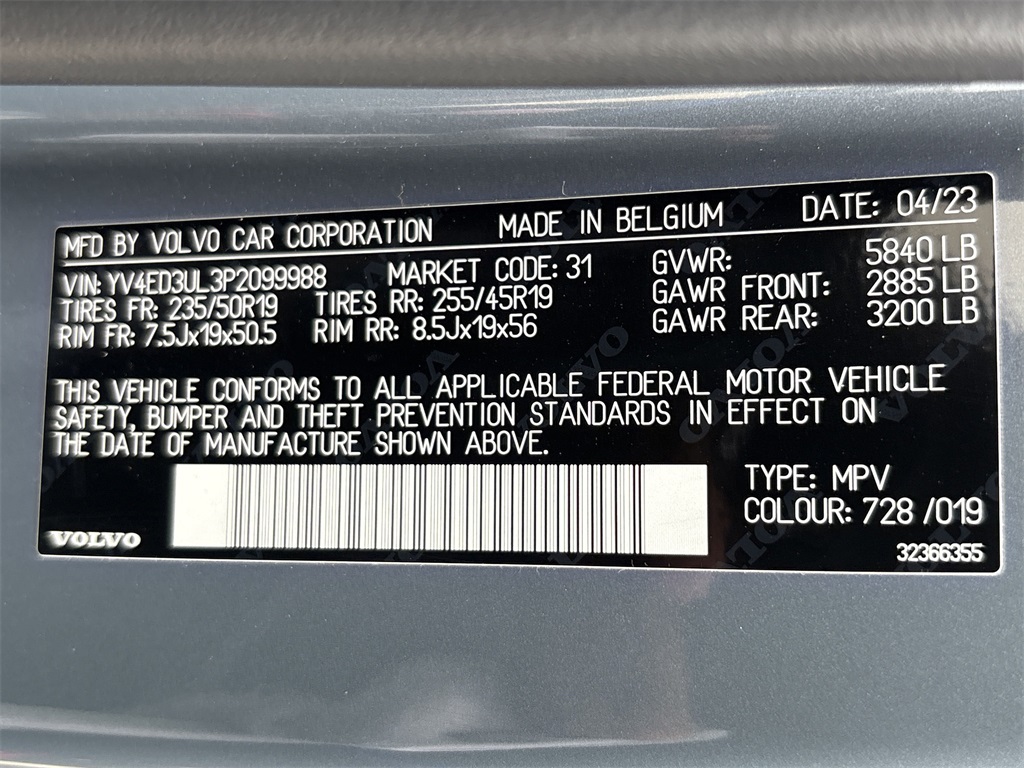 MFD BY VOLVO CAR CORPORATION MADE IN BELGIUM DATE: 04/23
VIN: YV4ED3UL3P2099988 MARKET CODE: 31 GVWR: 5840 LB
TIRES FR: 235/50R19 TIRES RR: 255/45R19 GAWR FRONT: 2885 LB
RIM FR: 7.5Jx19x50.5 RIM RR: 8.5Jx19x56 GAWR REAR: 3200 LB
THIS VEHICLE CONFORMS TO ALL APPLICABLE FEDERAL MOTOR VEHICLE
SAFETY, BUMPER AND THEFT PREVENTION STANDARDS IN EFFECT ON
THE DATE OF MANUFACTURE SHOWN ABOVE.
TYPE: MPV
COLOUR: 728 /019
VOLVO 32366355